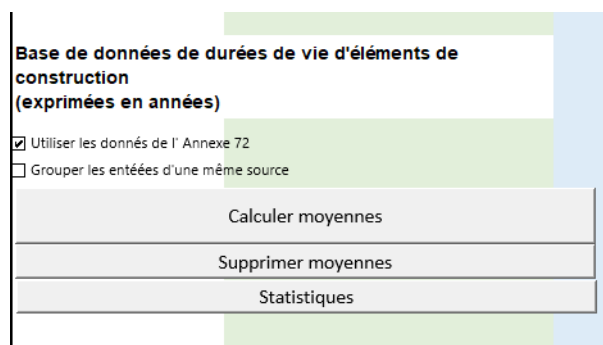 Base de données de durées de vie d'éléments de
construction
(exprimées en années)
Utiliser les donnés de l' Annexe 72
Grouper les entéées d'une même source
Calculer moyennes
Supprimer moyennes
Statistiques